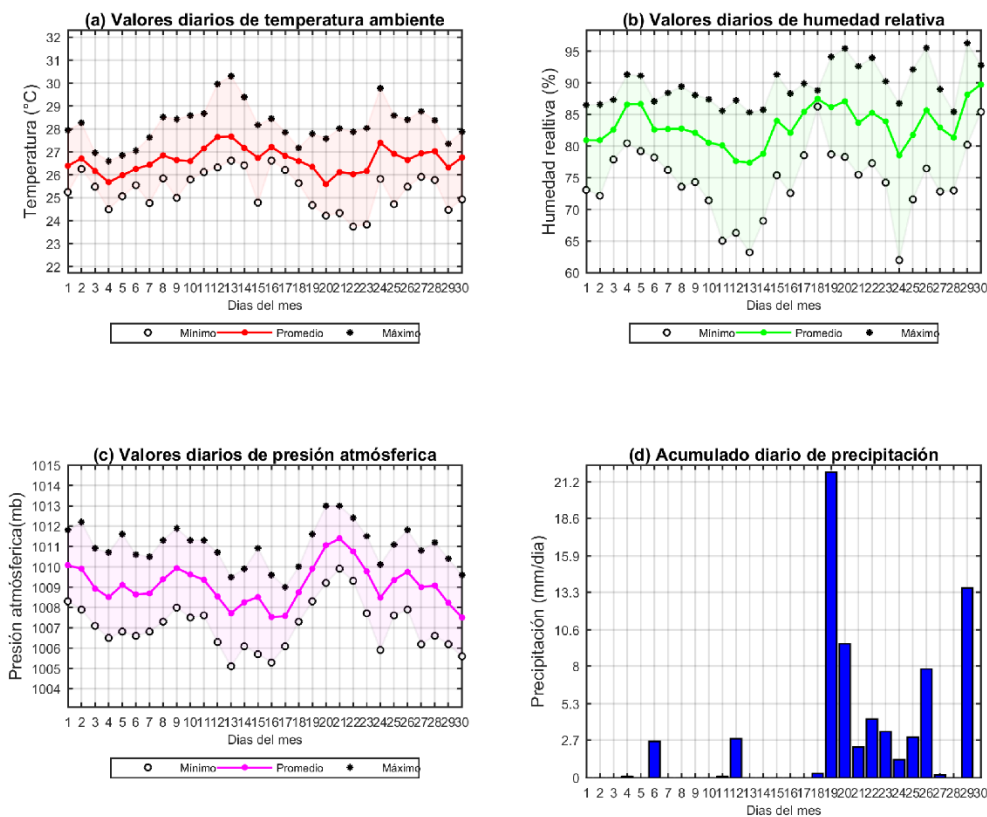 (a) Valores diarios de temperatura ambiente
Temperatura (°C)
32
31
30
29
28
27
26
25
24
23
22
1 2 3 4 5 6 7 8 9 10 11 12 13 14 15 16 17 18 19 20 21 22 23 24 25 26 27 28 29 30
Dias del mes
Mínimo Promedio Máximo
(b) Valores diarios de humedad relativa
Humedad realtiva (%)
95
90
85
80
75
70
65
60
1 2 3 4 5 6 7 8 9 10 11 12 13 14 15 16 17 18 19 20 21 22 23 24 25 26 27 28 29 30
Dias del mes
Mínimo Promedio Máximo
(c) Valores diarios de presión atmósferica
Presión atmósferica(mb)
1015
1014
1013
1012
1011
1010
1009
1008
1007
1006
1005
1004
1 2 3 4 5 6 7 8 9 10 11 12 13 14 15 16 17 18 19 20 21 22 23 24 25 26 27 28 29 30
Dias del mes
Mínimo Promedio Máximo
(d) Acumulado diario de precipitación
Precipitación (mm/dia)
21.2
18.6
15.9
13.3
10.6
8
5.3
2.7
0
1 2 3 4 5 6 7 8 9 10 11 12 13 14 15 16 17 18 19 20 21 22 23 24 25 26 27 28 29 30
Dias del mes